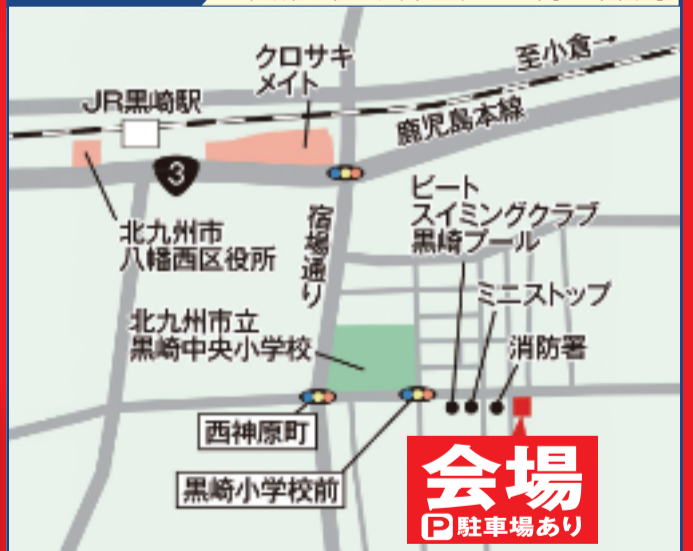 クロサキ
メイト
至小倉→
JR黒崎駅
鹿児島本線
3
ビート
スイミングクラブ
黒崎プール
宿場通り
北九州市
八幡西区役所
ミニストップ
北九州市立
黒崎中央小学校
消防署
西神原町
黒崎小学校前
会場
P駐車場あり